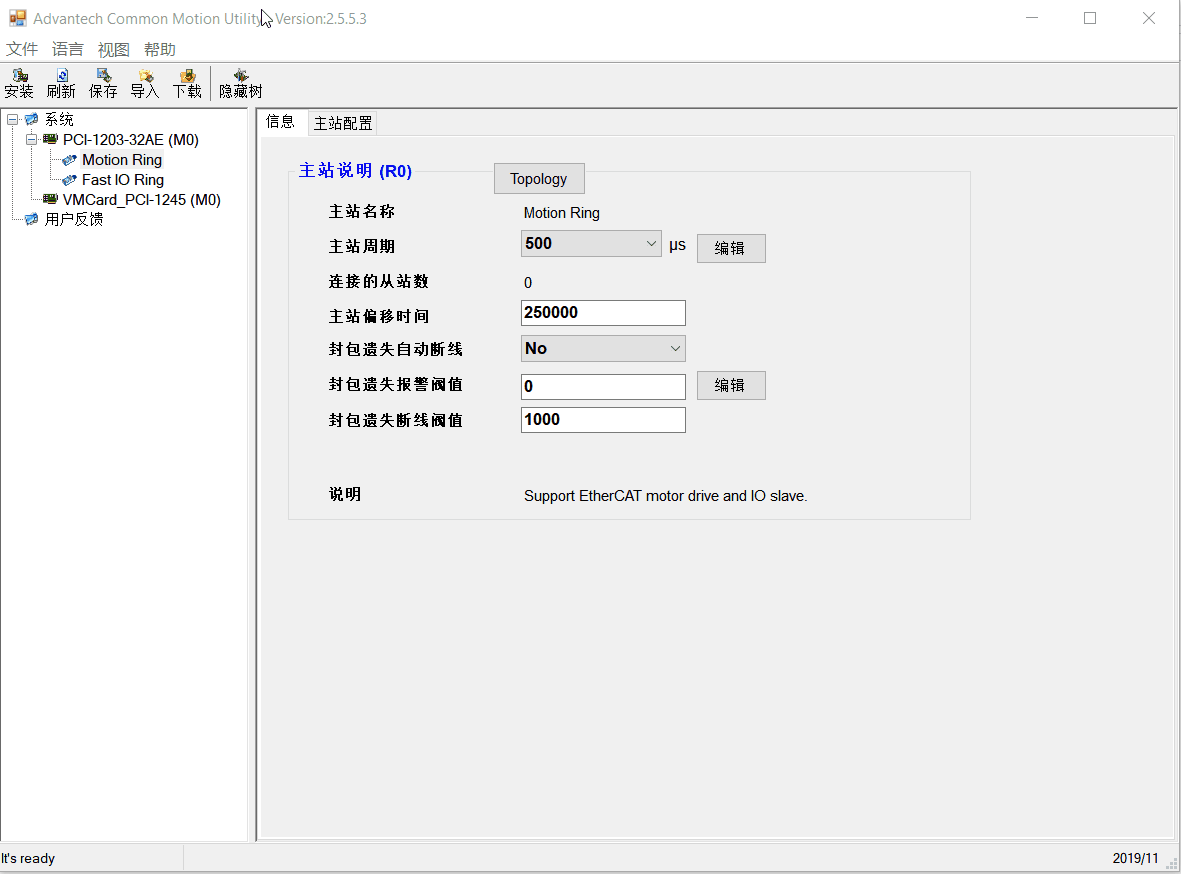 Advantech Common Motion Utility Version:2.5.5.3
文件 语言 视图 帮助
安装 刷新 保存 导入 下载 隐藏树
系统
PCI-1203-32AE (M0)
Motion Ring
Fast IO Ring
VMCard_PCI-1245 (M0)
用户反馈
信息 主站配置
主站说明 (R0) Topology
主站名称 Motion Ring
主站周期 500 μs 编辑
连接的从站数 0
主站偏移时间 250000
封包遗失自动断线 No
封包遗失报警阀值 0 编辑
封包遗失断线阀值 1000
说明 Support EtherCAT motor drive and IO slave.
It's ready 2019/11